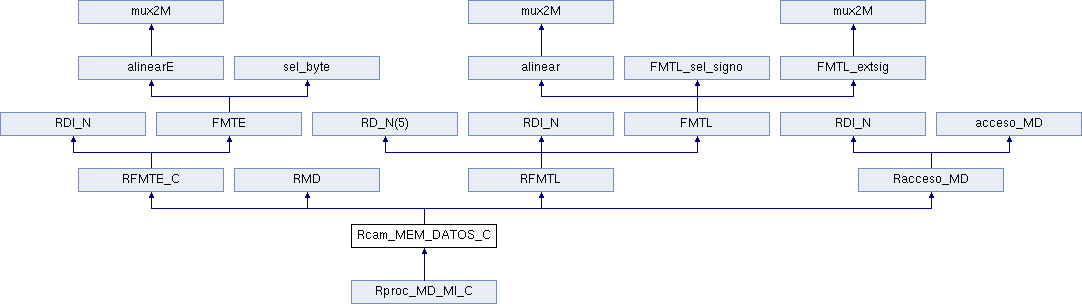 mux2M
mux2M
mux2M
alinearE
sel_byte
alinear
FMTL_sel_signo
FMTL_extsig
RDI_N
FMTE
RD_N(5)
RDI_N
FMTL
RDI_N
acceso_MD
RFMTE_C
RMD
RFMTL
Racceso_MD
Rcam_MEM_DATOS_C
Rproc_MD_MI_C